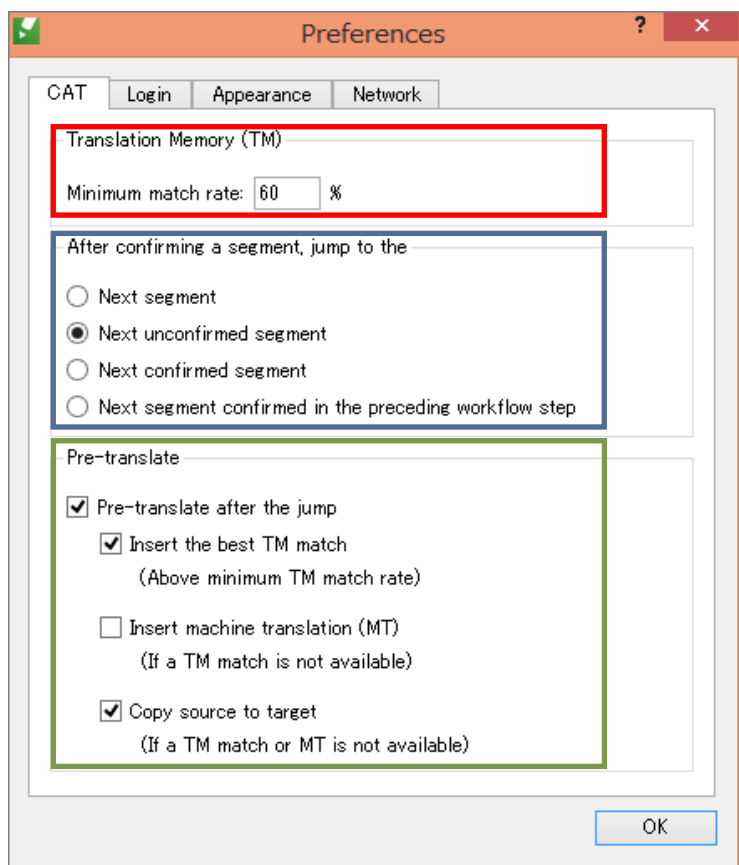 Preferences
?
×
CAT Login Appearance Network
Translation Memory (TM)
Minimum match rate: 60 %
After confirming a segment, jump to the
Next segment
Next unconfirmed segment
Next confirmed segment
Next segment confirmed in the preceding workflow step
Pre-translate
Pre-translate after the jump
Insert the best TM match
(Above minimum TM match rate)
Insert machine translation (MT)
(If a TM match is not available)
Copy source to target
(If a TM match or MT is not available)
OK